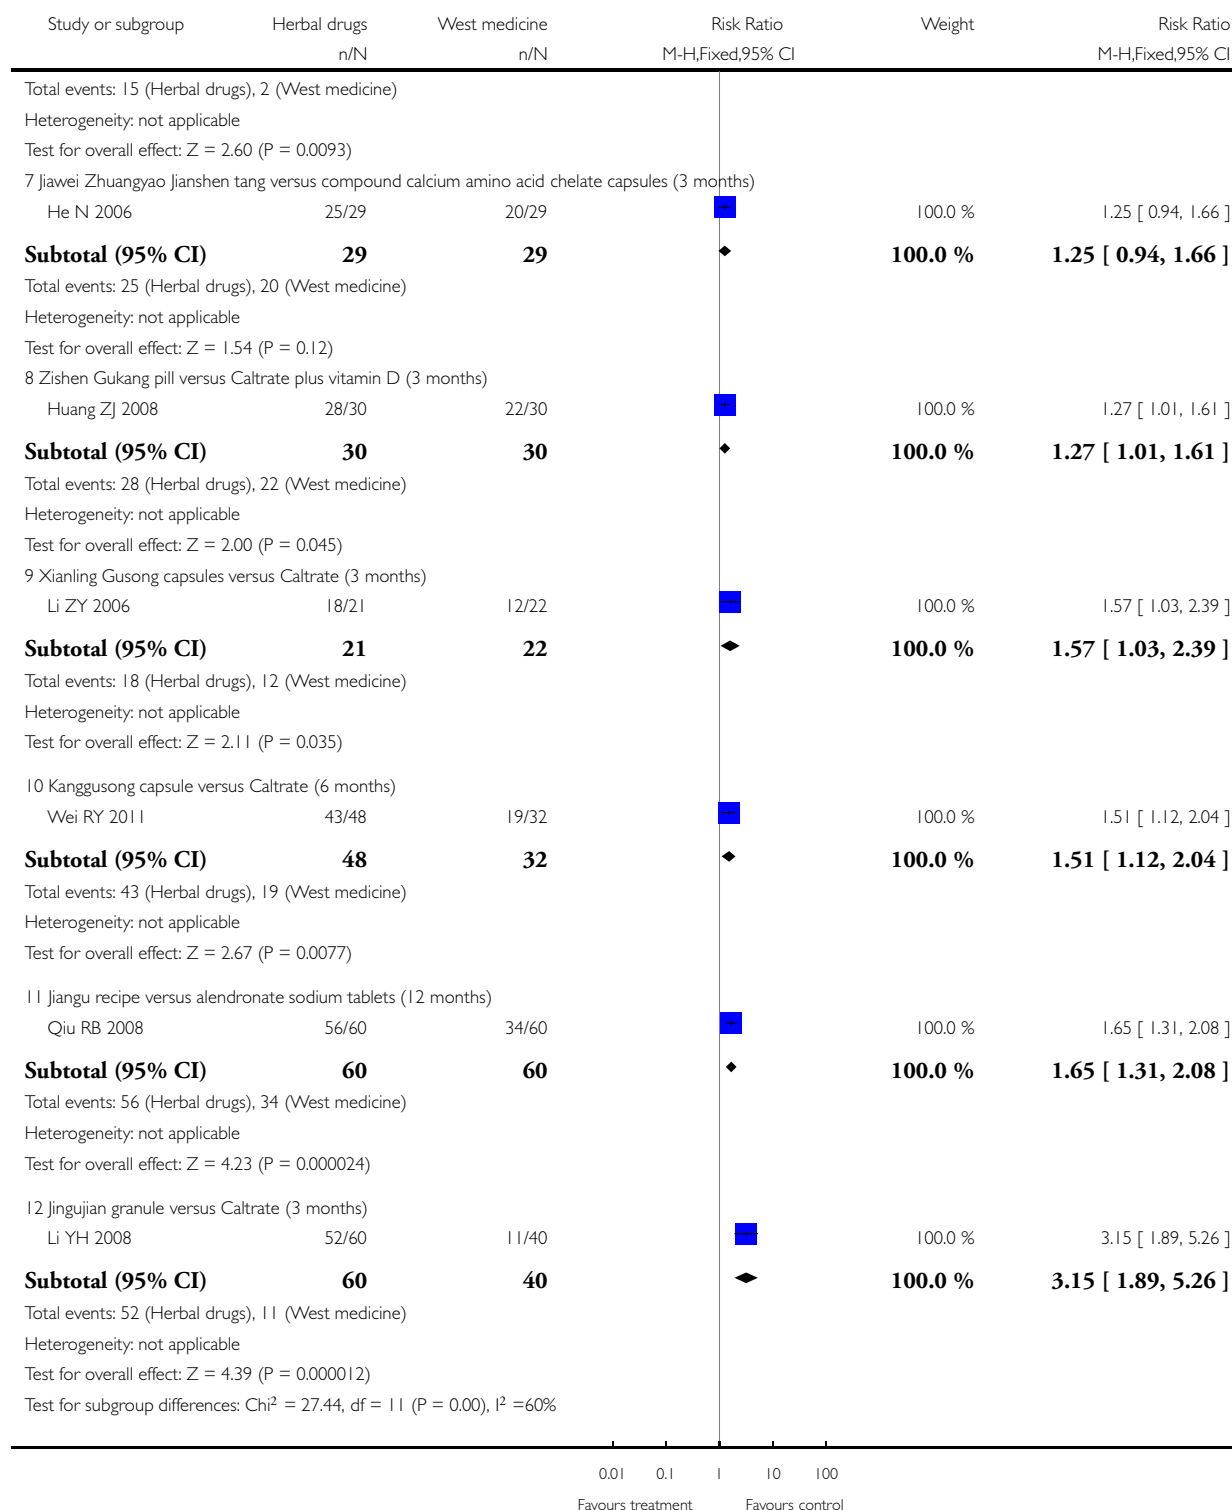 Study or subgroup Herbal drugs West medicine Risk Ratio Weight Risk Ratio
n/N n/N M-H,Fixed,95% CI M-H,Fixed,95% CI
Total events: 15 (Herbal drugs), 2 (West medicine)
Heterogeneity: not applicable
Test for overall effect: Z = 2.60 (P = 0.0093)
7 Jiawei Zhuangyao Jianshen tang versus compound calcium amino acid chelate capsules (3 months)
He N 2006 25/29 20/29 100.0 % 1.25 [ 0.94, 1.66 ]
Subtotal (95% CI) 29 29 100.0 % 1.25 [ 0.94, 1.66 ]
Total events: 25 (Herbal drugs), 20 (West medicine)
Heterogeneity: not applicable
Test for overall effect: Z = 1.54 (P = 0.12)
8 Zishen Gukang pill versus Caltrate plus vitamin D (3 months)
Huang ZJ 2008 28/30 22/30 100.0 % 1.27 [ 1.01, 1.61 ]
Subtotal (95% CI) 30 30 100.0 % 1.27 [ 1.01, 1.61 ]
Total events: 28 (Herbal drugs), 22 (West medicine)
Heterogeneity: not applicable
Test for overall effect: Z = 2.00 (P = 0.045)
9 Xianling Gusong capsules versus Caltrate (3 months)
Li ZY 2006 18/21 12/22 100.0 % 1.57 [ 1.03, 2.39 ]
Subtotal (95% CI) 21 22 100.0 % 1.57 [ 1.03, 2.39 ]
Total events: 18 (Herbal drugs), 12 (West medicine)
Heterogeneity: not applicable
Test for overall effect: Z = 2.11 (P = 0.035)
10 Kanggusong capsule versus Caltrate (6 months)
Wei RY 2011 43/48 19/32 100.0 % 1.51 [ 1.12, 2.04 ]
Subtotal (95% CI) 48 32 100.0 % 1.51 [ 1.12, 2.04 ]
Total events: 43 (Herbal drugs), 19 (West medicine)
Heterogeneity: not applicable
Test for overall effect: Z = 2.67 (P = 0.0077)
11 Jiangu recipe versus alendronate sodium tablets (12 months)
Qiu RB 2008 56/60 34/60 100.0 % 1.65 [ 1.31, 2.08 ]
Subtotal (95% CI) 60 60 100.0 % 1.65 [ 1.31, 2.08 ]
Total events: 56 (Herbal drugs), 34 (West medicine)
Heterogeneity: not applicable
Test for overall effect: Z = 4.23 (P = 0.000024)
12 Jingujian granule versus Caltrate (3 months)
Li YH 2008 52/60 11/40 100.0 % 3.15 [ 1.89, 5.26 ]
Subtotal (95% CI) 60 40 100.0 % 3.15 [ 1.89, 5.26 ]
Total events: 52 (Herbal drugs), 11 (West medicine)
Heterogeneity: not applicable
Test for overall effect: Z = 4.39 (P = 0.000012)
Test for subgroup differences: Chi² = 27.44, df = 11 (P = 0.00), I² =60%
0.01 0.1 1 10 100
Favours treatment Favours control